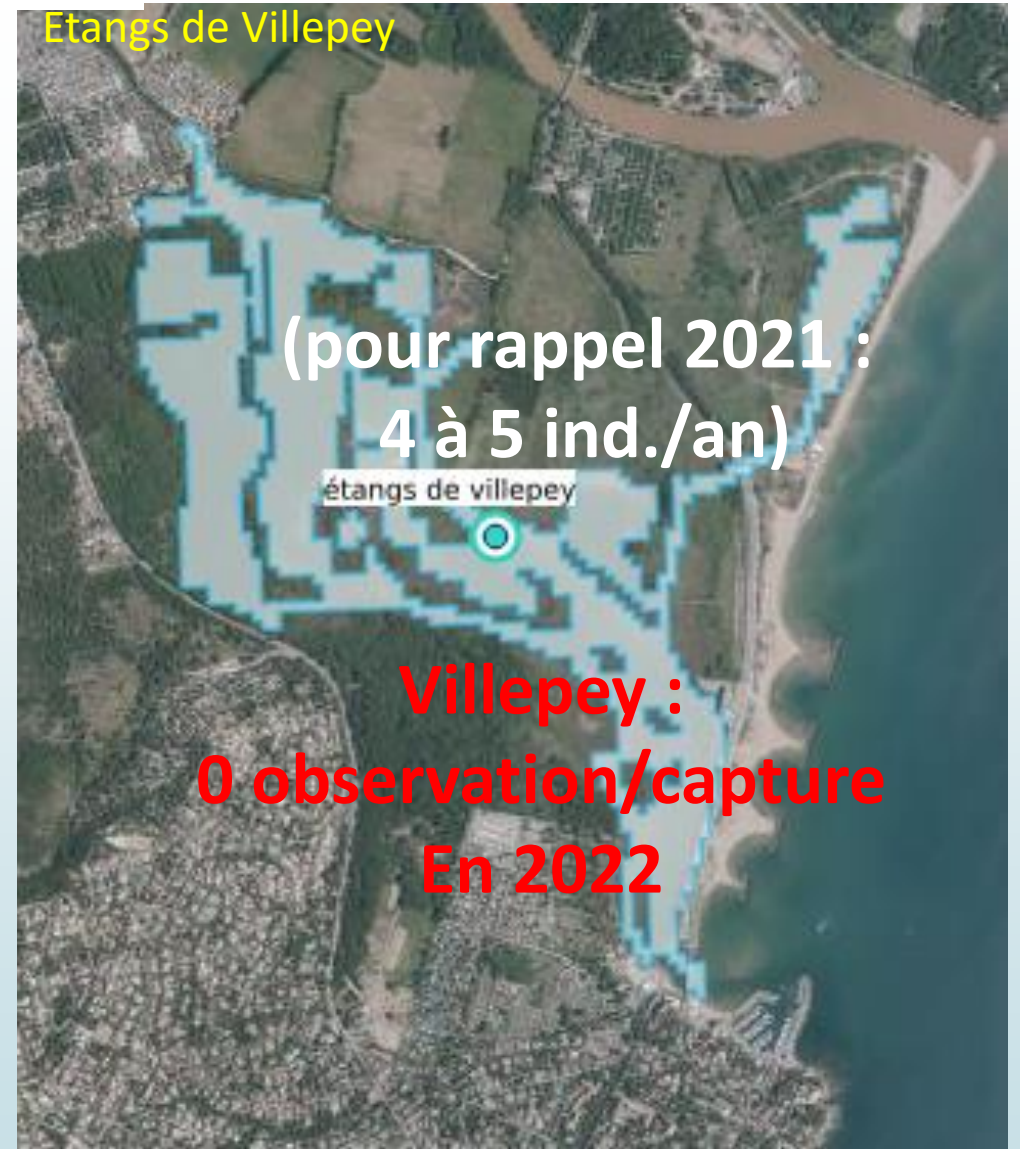 Etangs de Villepey
(pour rappel 2021 :
4 à 5 ind./an)
étangs de villepey
Villepey :
0 observation/capture
En 2022